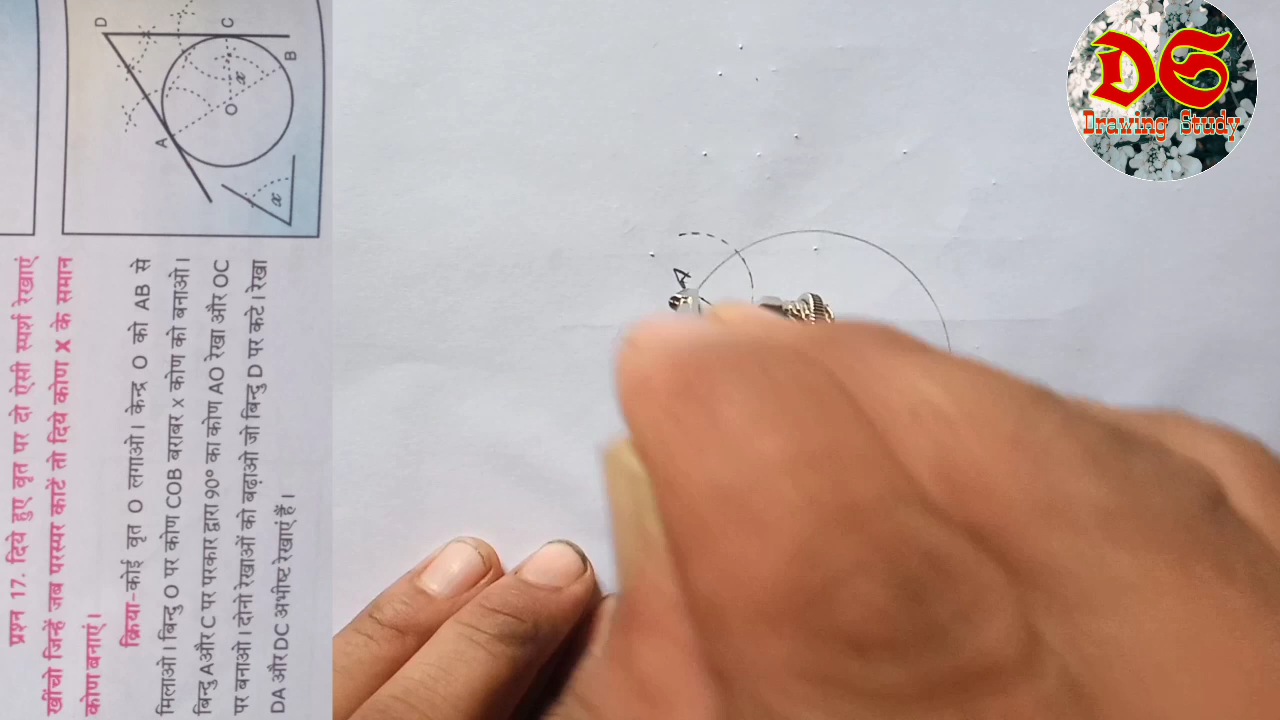 प्रश्न 17. दिये हुए वृत पर दो ऐसी स्पर्श रेखाएं
खींचो जिन्हें जब परस्पर काटें तो दिये कोण X के समान
कोण बनाएं।
क्रिया-कोई वृत O लगाओ। केन्द्र O को AB से
मिलाओ। बिन्दु O पर कोण COB बराबर x कोण को बनाओ।
बिन्दु A और C पर परकार द्वारा 90° का कोण AO रेखा और OC
पर बनाओ। दोनो रेखाओं को बढ़ाओ जो बिन्दु D पर कटे। रेखा
DA और DC अभीष्ट रेखाएं हैं।
D
C
B
x
O
A
x
A
DS
Drawing Study